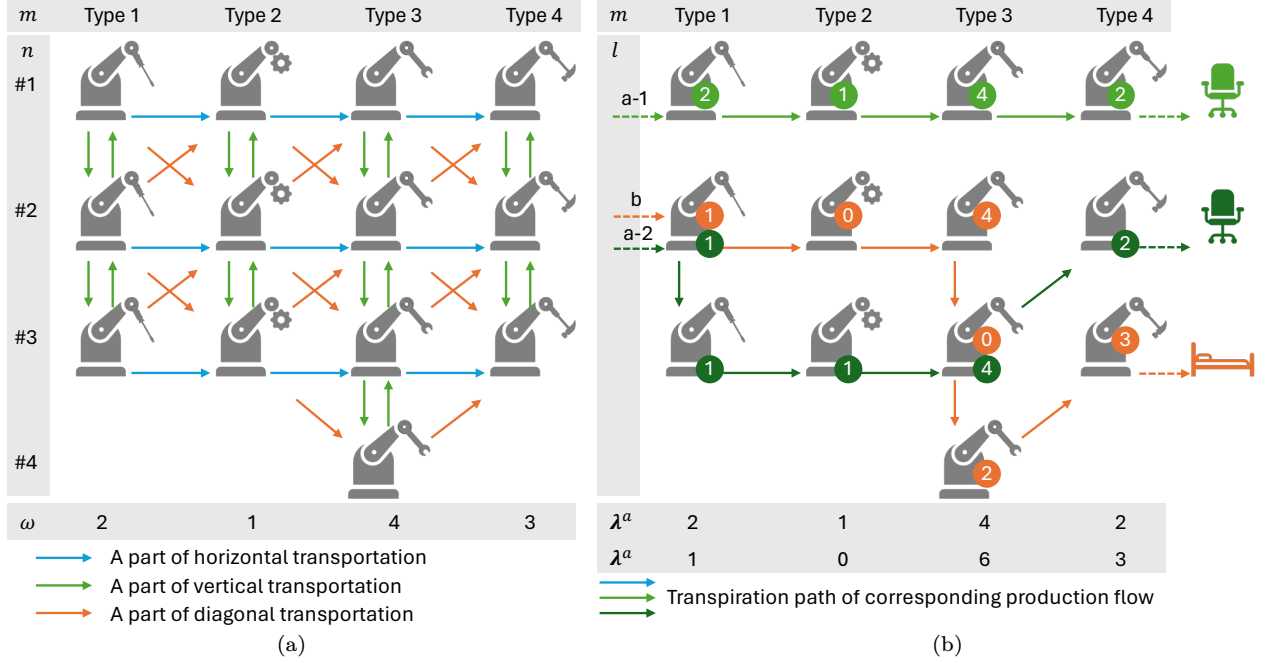 m Type 1 Type 2 Type 3 Type 4
n
#1
#2
#3
#4
ω 2 1 4 3
A part of horizontal transportation
A part of vertical transportation
A part of diagonal transportation
(a)
m Type 1 Type 2 Type 3 Type 4
l
a-1 2 1 4 2
b 1 0 4
a-2 1 2
0 3
1 1 4
2
λᵃ 2 1 4 2
λᵃ 1 0 6 3
Transpiration path of corresponding production flow
(b)